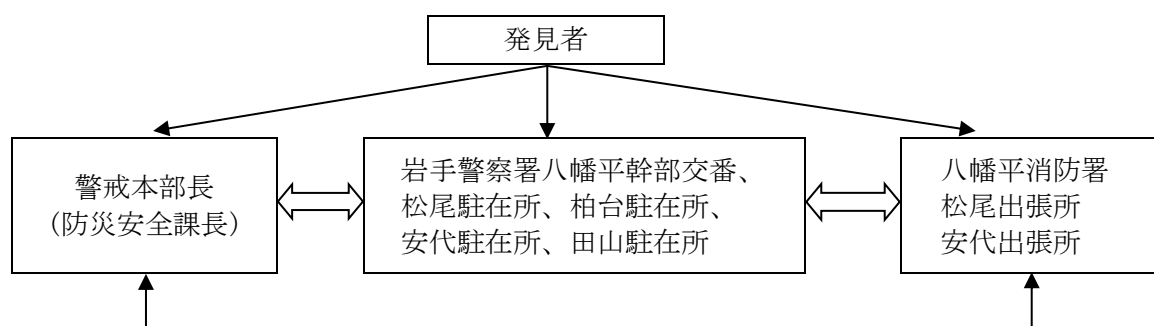 発見者
警戒本部長
(防災安全課長)
岩手警察署八幡平幹部交番、
松尾駐在所、柏台駐在所、
安代駐在所、田山駐在所
八幡平消防署
松尾出張所
安代出張所